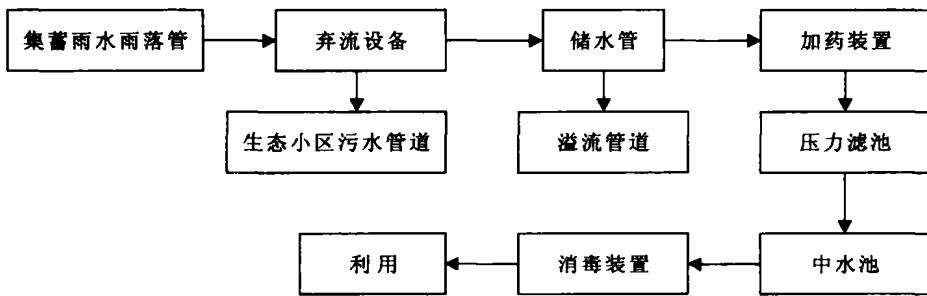 集蓄雨水雨落管
弃流设备
储水管
加药装置
生态小区污水管道
溢流管道
压力滤池
利用
消毒装置
中水池